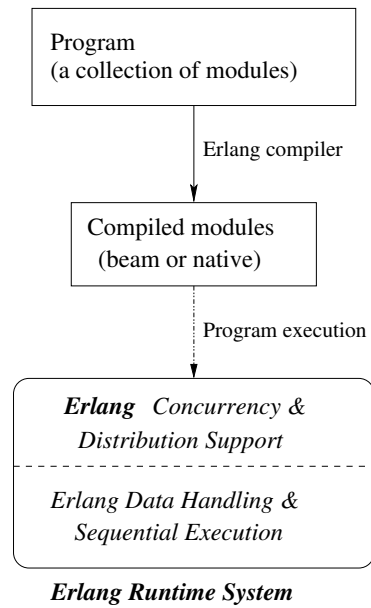 Program
(a collection of modules)
Erlang compiler
Compiled modules
(beam or native)
Program execution
Erlang Concurrency &
Distribution Support
Erlang Data Handling &
Sequential Execution
Erlang Runtime System